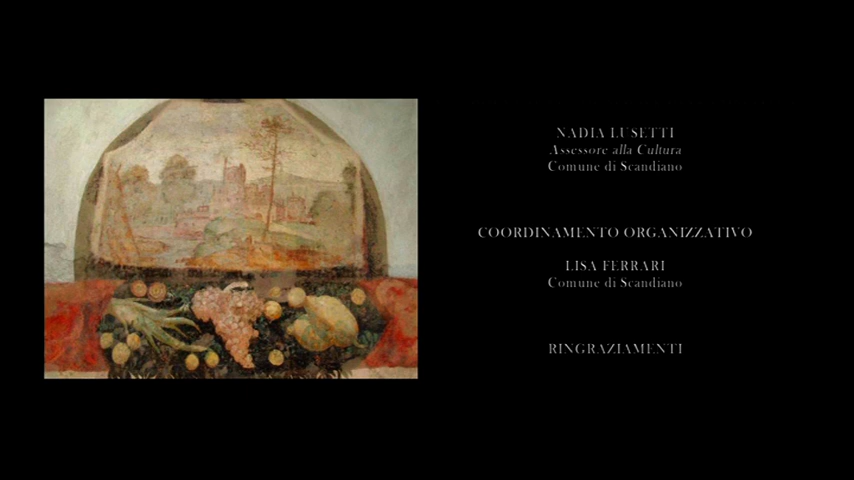 NADIA LUSETTI
Assessore alla Cultura
Comune di Scandiano
COORDINAMENTO ORGANIZZATIVO
LISA FERRARI
Comune di Scandiano
RINGRAZIAMENTI